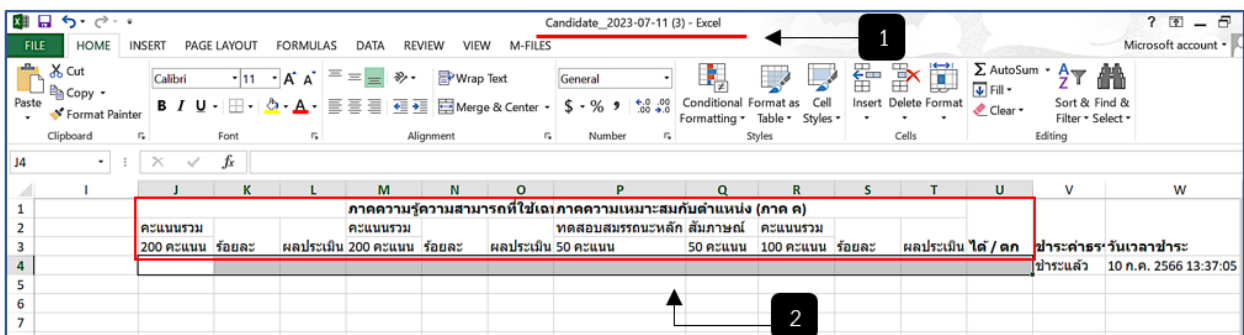 Candidate_2023-07-11 (3) - Excel
1
FILE HOME INSERT PAGE LAYOUT FORMULAS DATA REVIEW VIEW M-FILES Microsoft account
Cut
Copy
Format Painter
Paste
Clipboard
Calibri 11
B I U
Font
Wrap Text
Merge & Center
Alignment
General
$ - % ,
Number
Conditional Formatting
Format as Table
Cell Styles
Styles
Insert Delete Format
Cells
AutoSum
Fill
Clear
Sort & Filter
Find & Select
Editing
J4 fx
I J K L M N O P Q R S T U V W
1 ภาคความรู้ความสามารถที่ใช้เฉพ ภาคความเหมาะสมกับตำแหน่ง (ภาค ค)
2 คะแนนรวม คะแนนรวม ทดสอบสมรรถนะหลัก สัมภาษณ์ คะแนนรวม
3 200 คะแนน ร้อยละ ผลประเมิน 200 คะแนน ร้อยละ ผลประเมิน 50 คะแนน 50 คะแนน 100 คะแนน ร้อยละ ผลประเมิน ได้ / ตก ชำระค่าธร วันเวลาชำระ
4 ชำระแล้ว 10 ก.ค. 2566 13:37:05
5
6
7
2